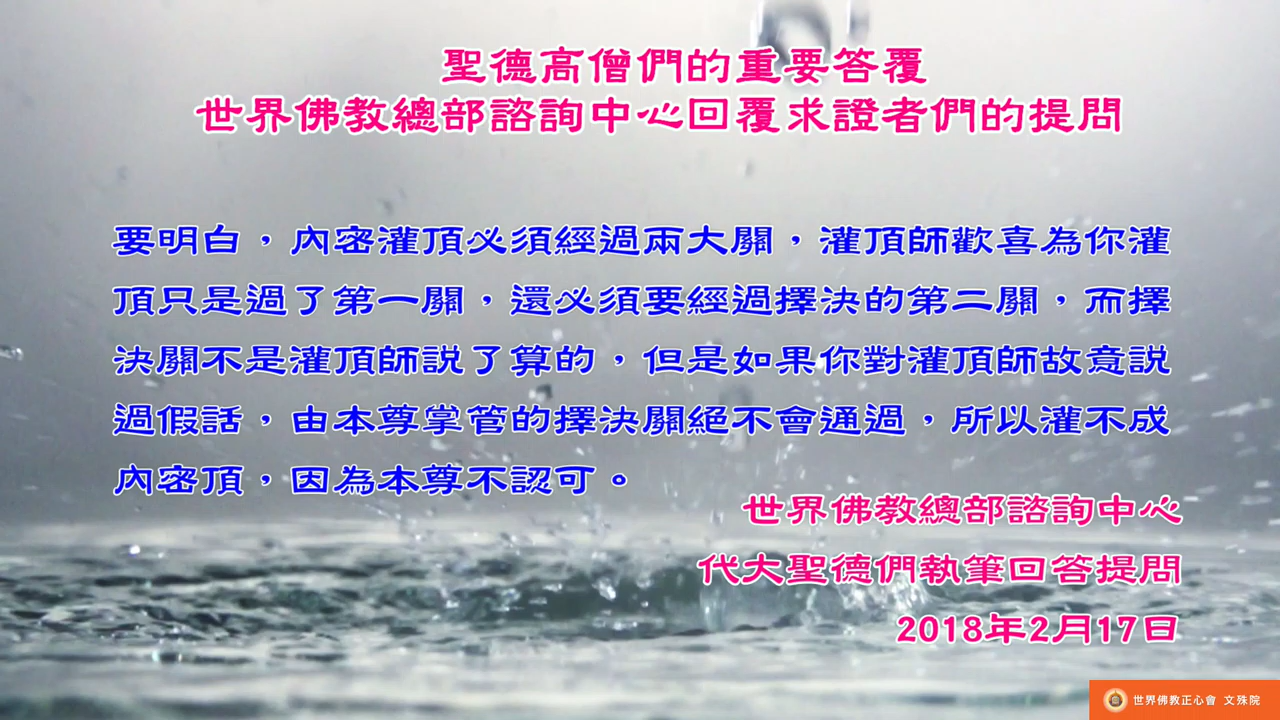 聖德高僧們的重要答覆
世界佛教總部諮詢中心回覆求證者們的提問
要明白，內密灌頂必須經過兩大關，灌頂師歡喜為你灌
頂只是過了第一關，還必須要經過擇決的第二關，而擇
決關不是灌頂師説了算的，但是如果你對灌頂師故意説
過假話，由本尊掌管的擇決關絕不會通過，所以灌不成
內密頂，因為本尊不認可。
世界佛教總部諮詢中心
代大聖德們執筆回答提問
2018年2月17日
世界佛教正心會 文殊院